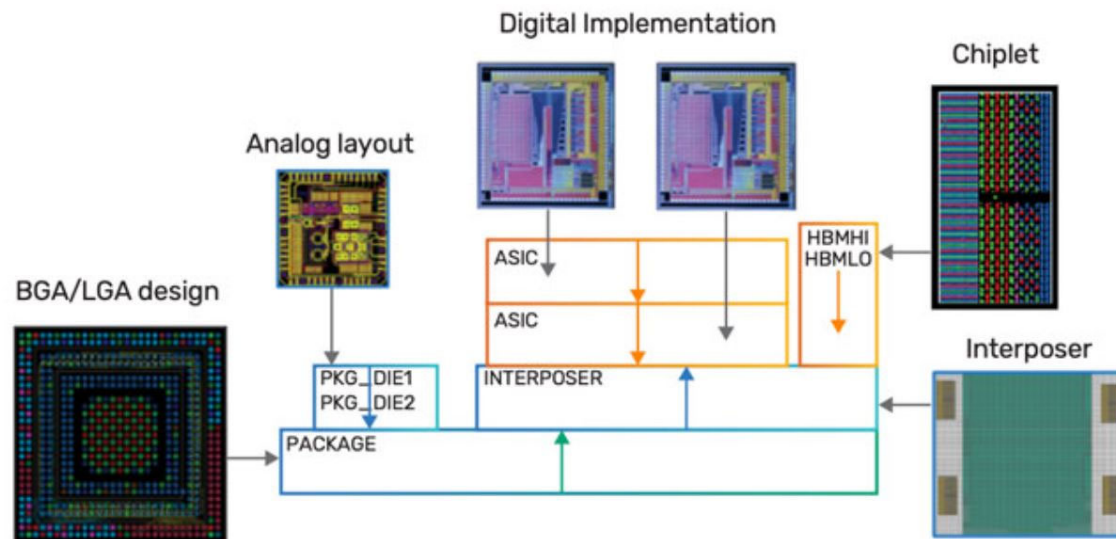 Digital Implementation
Chiplet
Analog layout
BGA/LGA design
ASIC
HBMHI
HBMLO
ASIC
Interposer
PKG_DIE1
PKG_DIE2
INTERPOSER
PACKAGE